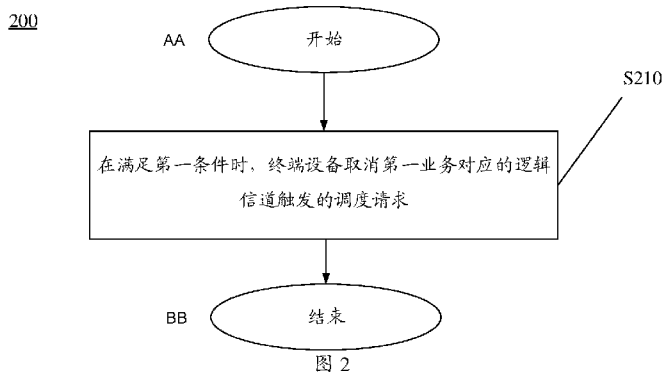 200
AA
开始
S210
在满足第一条件时，终端设备取消第一业务对应的逻辑
信道触发的调度请求
BB
结束
图 2